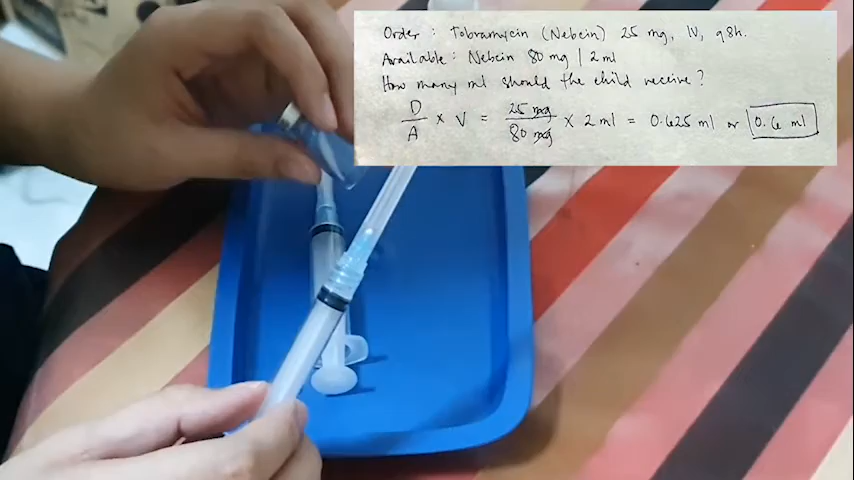 Order : Tobramycin (Nebcin) 25 mg, IV, q8h.
Available : Nebcin 80 mg | 2 ml
How many ml should the child receive ?
D/A × V = 25 mg/80 mg × 2 ml = 0.625 ml or 0.6 ml